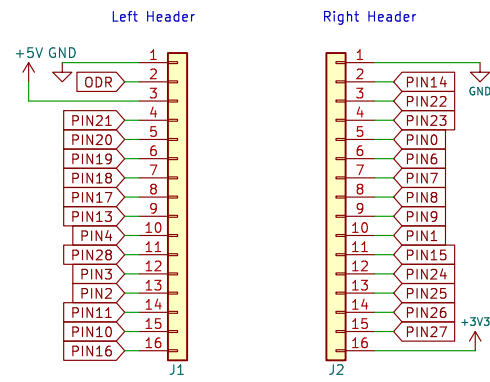 Left Header Right Header
+5V GND 1 1
ODR 2 2 PIN14
3 3 PIN22 GND
PIN21 4 4 PIN23
PIN20 5 5 PIN0
PIN19 6 6 PIN6
PIN18 7 7 PIN7
PIN17 8 8 PIN8
PIN13 9 9 PIN9
PIN4 10 10 PIN1
PIN28 11 11 PIN15
PIN3 12 12 PIN24
PIN2 13 13 PIN25
PIN11 14 14 PIN26
PIN10 15 15 PIN27 +3V3
PIN16 16 16
J1 J2